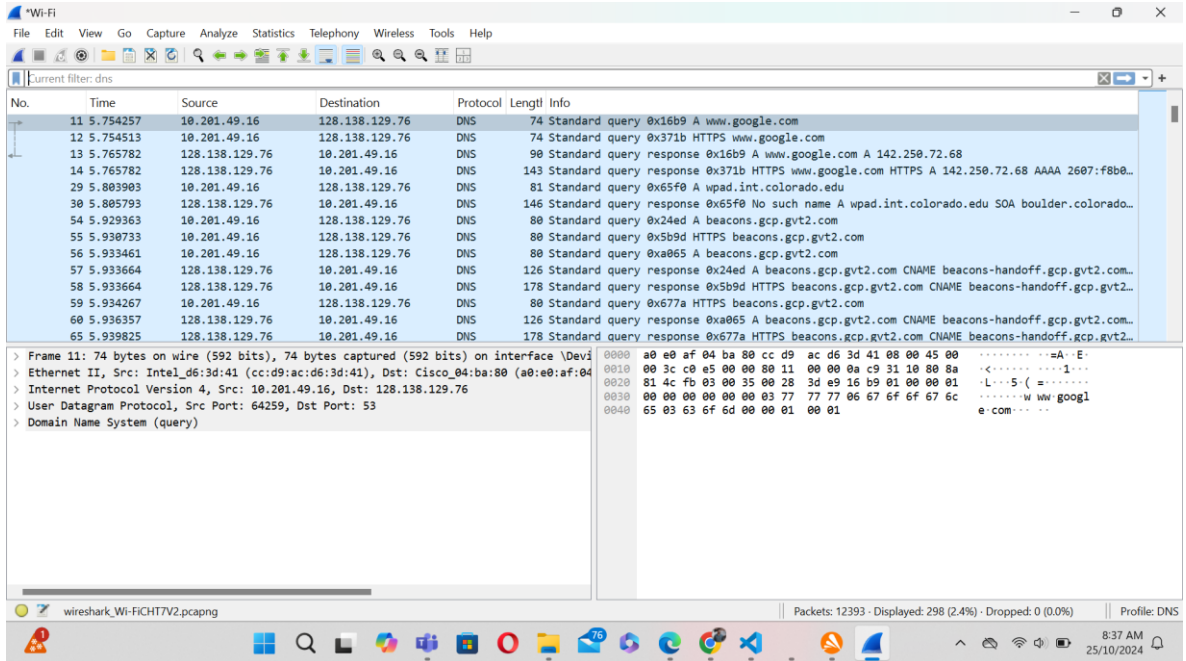 *Wi-Fi
File Edit View Go Capture Analyze Statistics Telephony Wireless Tools Help
Current filter: dns
No. Time Source Destination Protocol Length Info
11 5.754257 10.201.49.16 128.138.129.76 DNS 74 Standard query 0x16b9 A www.google.com
12 5.754513 10.201.49.16 128.138.129.76 DNS 74 Standard query 0x371b HTTPS www.google.com
13 5.765782 128.138.129.76 10.201.49.16 DNS 90 Standard query response 0x16b9 A www.google.com A 142.250.72.68
14 5.765782 128.138.129.76 10.201.49.16 DNS 143 Standard query response 0x371b HTTPS www.google.com HTTPS A 142.250.72.68 AAAA 2607:f8b0…
29 5.803903 10.201.49.16 128.138.129.76 DNS 81 Standard query 0x65f0 A wpad.int.colorado.edu
30 5.805793 128.138.129.76 10.201.49.16 DNS 146 Standard query response 0x65f0 No such name A wpad.int.colorado.edu SOA boulder.colorado…
54 5.929363 10.201.49.16 128.138.129.76 DNS 80 Standard query 0x24ed A beacons.gcp.gvt2.com
55 5.930733 10.201.49.16 128.138.129.76 DNS 80 Standard query 0x5b9d HTTPS beacons.gcp.gvt2.com
56 5.933461 10.201.49.16 128.138.129.76 DNS 80 Standard query 0xa065 A beacons.gcp.gvt2.com
57 5.933664 128.138.129.76 10.201.49.16 DNS 126 Standard query response 0x24ed A beacons.gcp.gvt2.com CNAME beacons-handoff.gcp.gvt2.com…
58 5.933664 128.138.129.76 10.201.49.16 DNS 178 Standard query response 0x5b9d HTTPS beacons.gcp.gvt2.com CNAME beacons-handoff.gcp.gvt2…
59 5.934267 10.201.49.16 128.138.129.76 DNS 80 Standard query 0x677a HTTPS beacons.gcp.gvt2.com
60 5.936357 128.138.129.76 10.201.49.16 DNS 126 Standard query response 0xa065 A beacons.gcp.gvt2.com CNAME beacons-handoff.gcp.gvt2.com…
65 5.939825 128.138.129.76 10.201.49.16 DNS 178 Standard query response 0x677a HTTPS beacons.gcp.gvt2.com CNAME beacons-handoff.gcp.gvt2…
> Frame 11: 74 bytes on wire (592 bits), 74 bytes captured (592 bits) on interface \Devi
> Ethernet II, Src: Intel_d6:3d:41 (cc:d9:ac:d6:3d:41), Dst: Cisco_04:ba:80 (a0:e0:af:04
> Internet Protocol Version 4, Src: 10.201.49.16, Dst: 128.138.129.76
> User Datagram Protocol, Src Port: 64259, Dst Port: 53
> Domain Name System (query)
0000 a0 e0 af 04 ba 80 cc d9 ac d6 3d 41 08 00 45 00 ········ ··=A··E·
0010 00 3c c0 e5 00 00 80 11 00 00 0a c9 31 10 80 8a ·<······ ····1···
0020 81 4c fb 03 00 35 00 28 3d e9 16 b9 01 00 00 01 ·L···5·( =·······
0030 00 00 00 00 00 00 03 77 77 77 06 67 6f 6f 67 6c ·······w ww·googl
0040 65 03 63 6f 6d 00 00 01 00 01 e·com··· ··
wireshark_Wi-FiCHT7V2.pcapng
Packets: 12393 · Displayed: 298 (2.4%) · Dropped: 0 (0.0%)
Profile: DNS
1
76
8:37 AM
25/10/2024